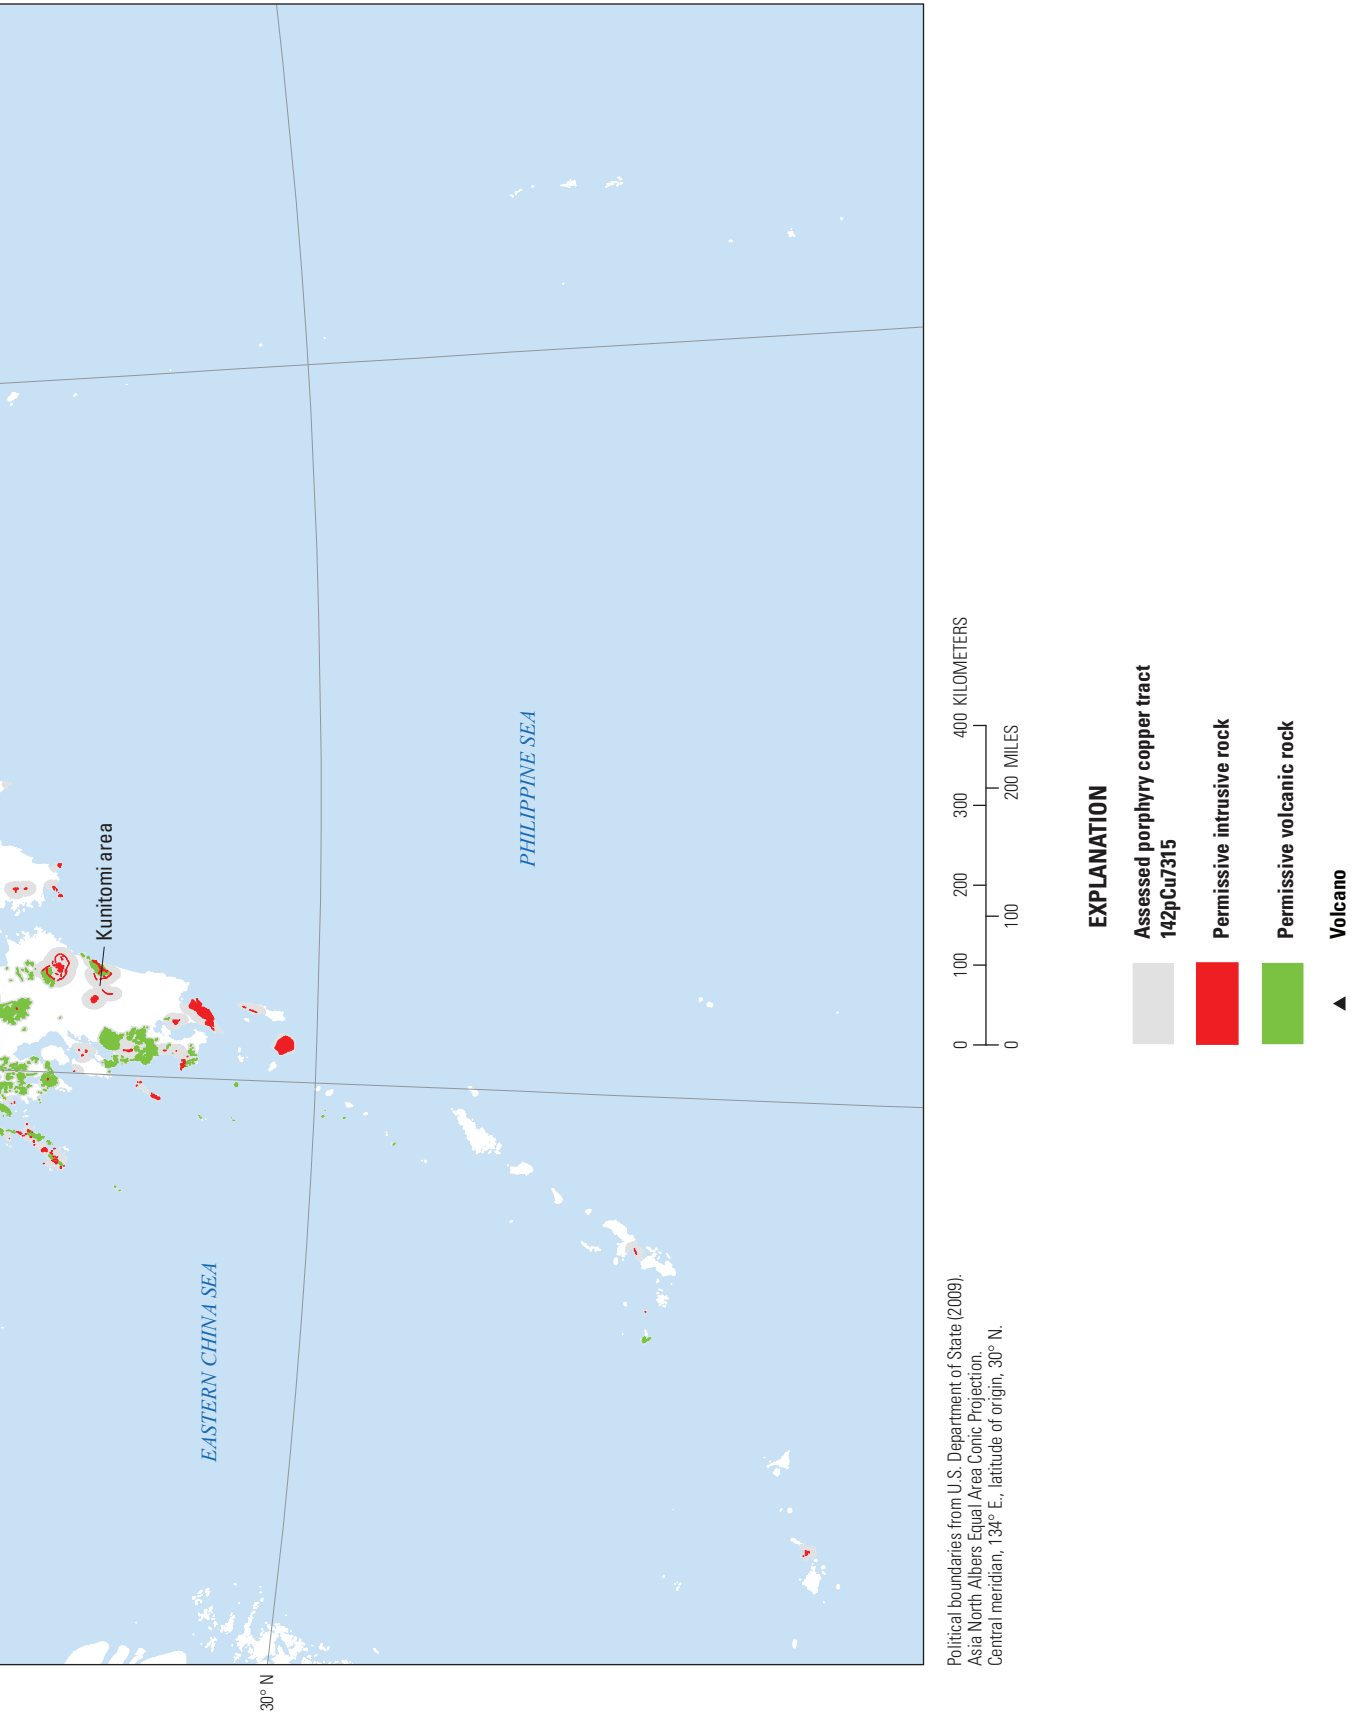 Kunitomi area
EASTERN CHINA SEA
PHILIPPINE SEA
30° N
Political boundaries from U.S. Department of State (2009).
Asia North Albers Equal Area Conic Projection.
Central meridian, 134° E., latitude of origin, 30° N.
0 100 200 300 400 KILOMETERS
0 100 200 MILES
EXPLANATION
Assessed porphyry copper tract
142pCu7315
Permissive intrusive rock
Permissive volcanic rock
Volcano